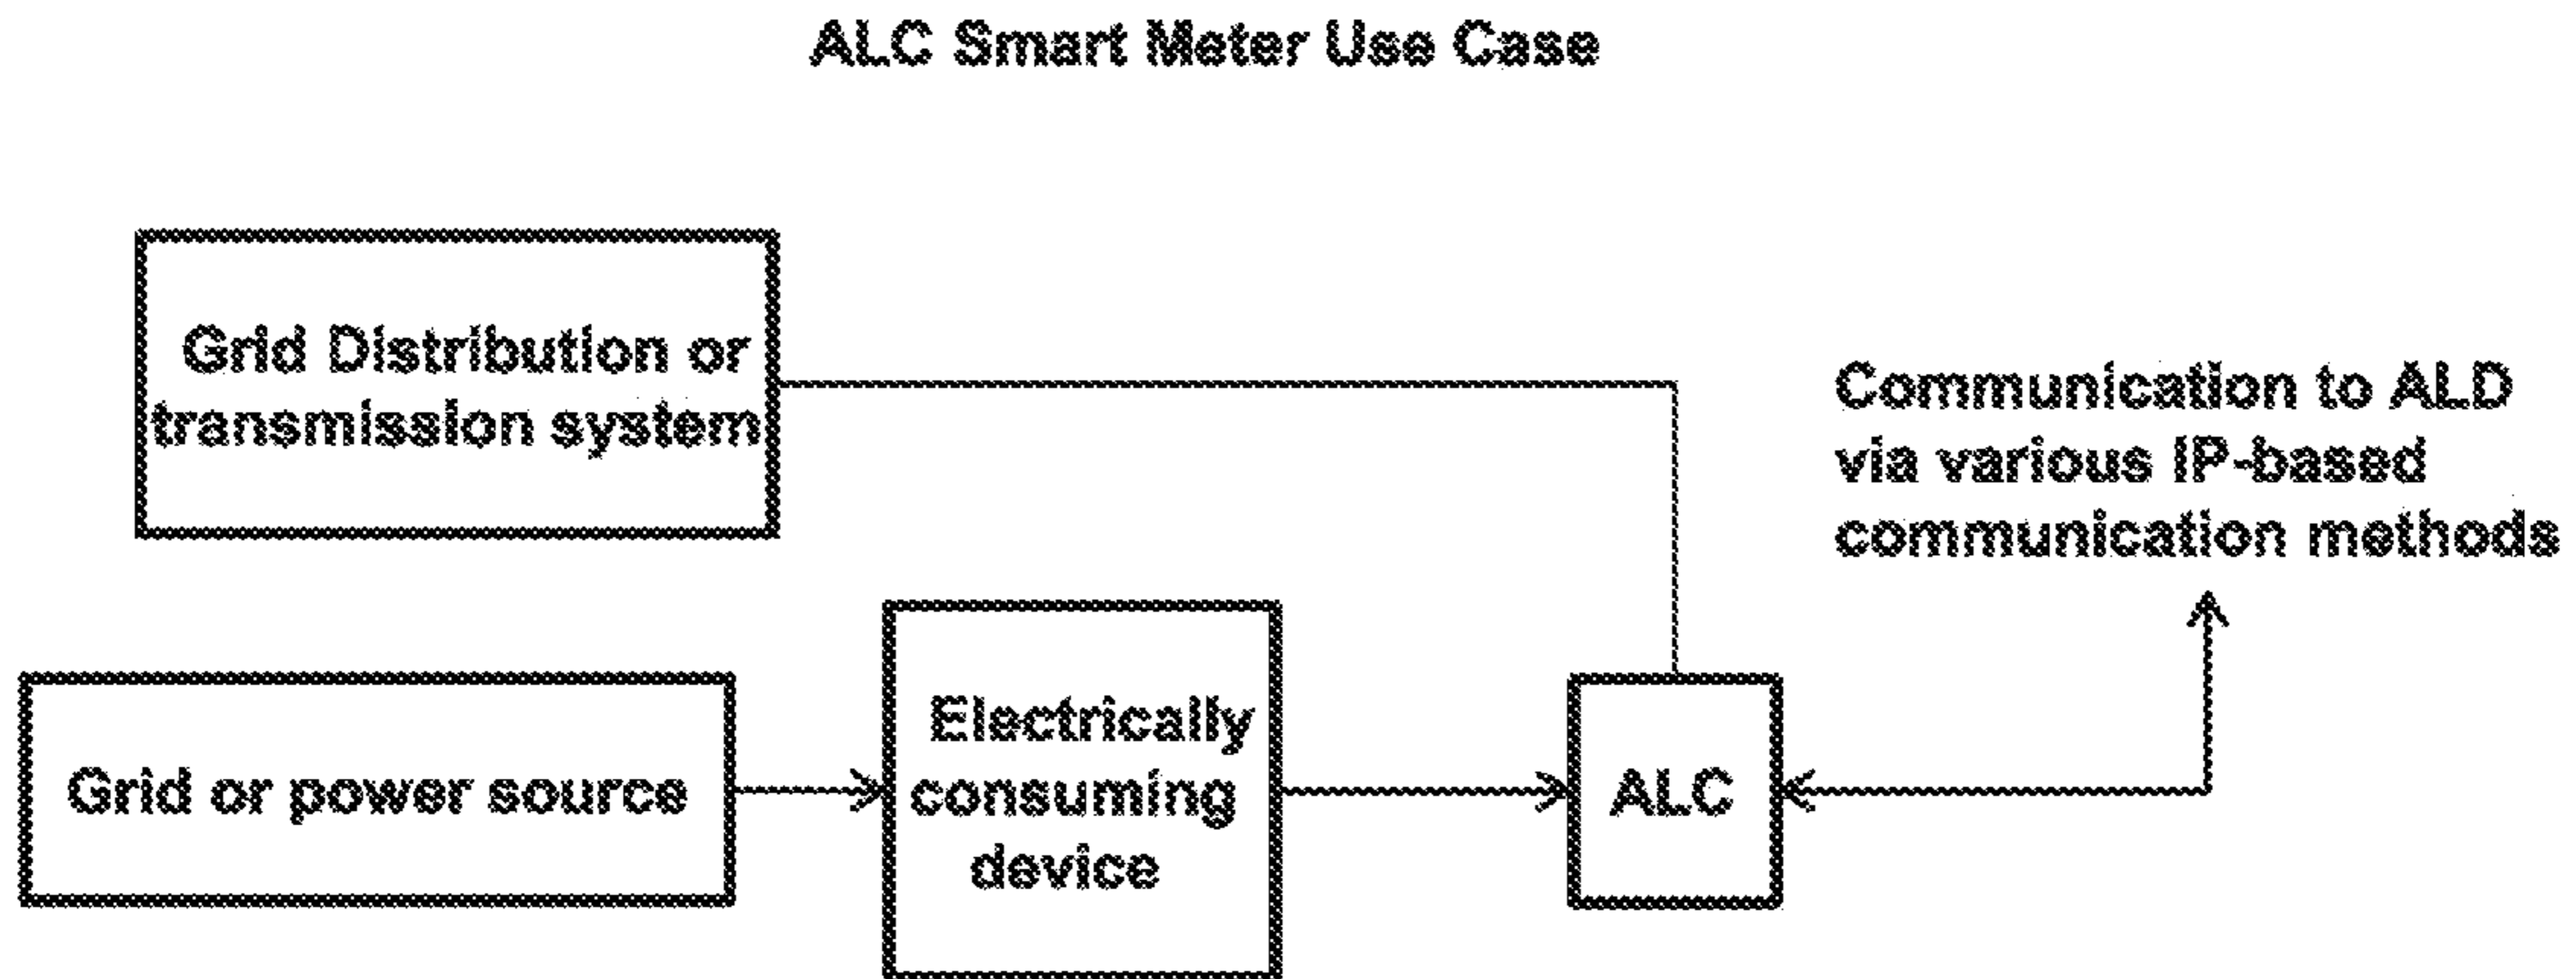 ALC Smart Meter Use Case
Grid Distribution or
transmission system
Communication to ALD
via various IP-based
communication methods
Grid or power source
Electrically
consuming
device
ALC